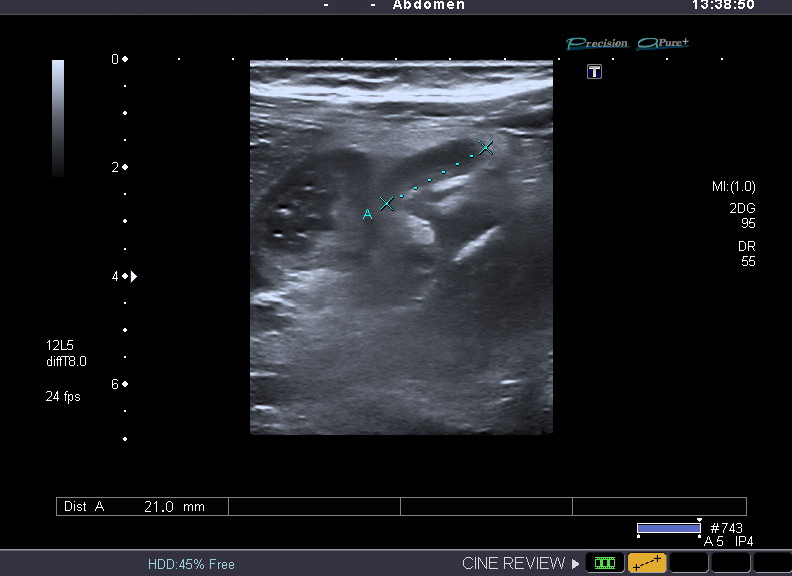 - - Abdomen 13:38:50
Precision APure+
T
0
2
MI:(1.0)
2DG
95
DR
55
A
4
12L5
diffT8.0
24 fps
6
Dist A 21.0 mm
#743
A 5 IP4
HDD:45% Free CINE REVIEW